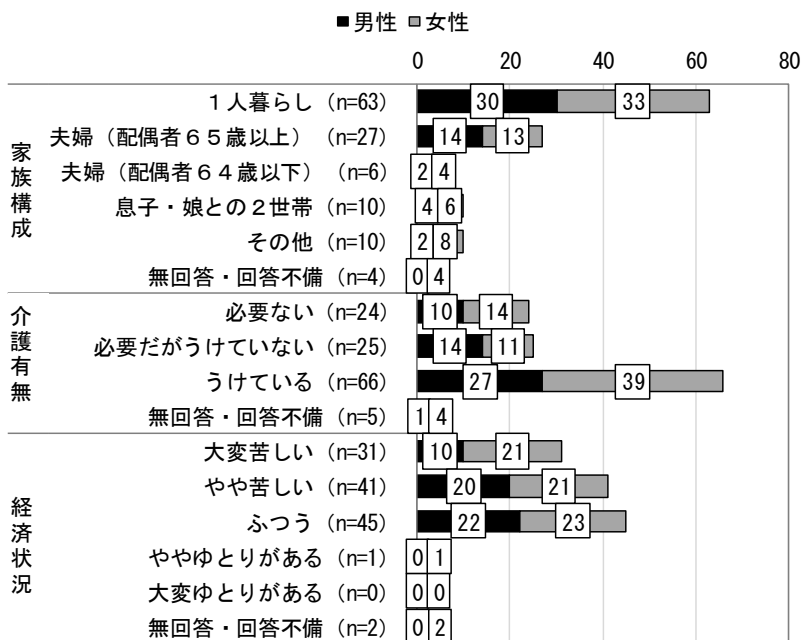 ■男性 ■女性
0 20 40 60 80
家族構成
１人暮らし（n=63） 30 33
夫婦（配偶者６５歳以上）（n=27） 14 13
夫婦（配偶者６４歳以下）（n=6） 2 4
息子・娘との２世帯（n=10） 4 6
その他（n=10） 2 8
無回答・回答不備（n=4） 0 4
介護有無
必要ない（n=24） 10 14
必要だがうけていない（n=25） 14 11
うけている（n=66） 27 39
無回答・回答不備（n=5） 1 4
経済状況
大変苦しい（n=31） 10 21
やや苦しい（n=41） 20 21
ふつう（n=45） 22 23
ややゆとりがある（n=1） 0 1
大変ゆとりがある（n=0） 0 0
無回答・回答不備（n=2） 0 2